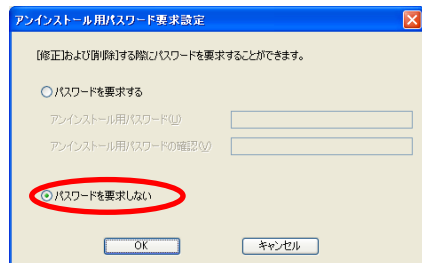 アンインストール用パスワード要求設定
[修正]および[削除]する際にパスワードを要求することができます。
パスワードを要求する
アンインストール用パスワード(U)
アンインストール用パスワードの確認(V)
パスワードを要求しない
OK
キャンセル